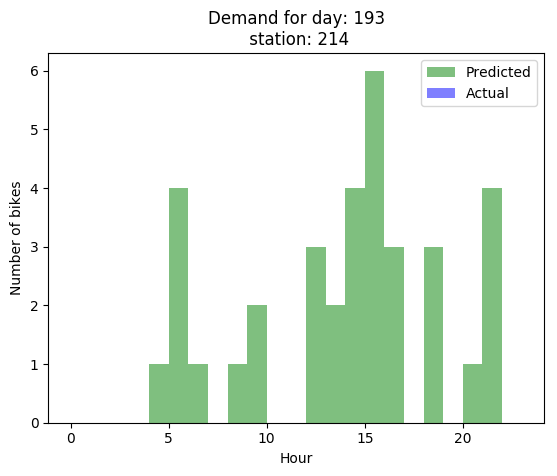 Demand for day: 193
station: 214
Predicted
Actual
Number of bikes
6
5
4
3
2
1
0
0 5 10 15 20
Hour